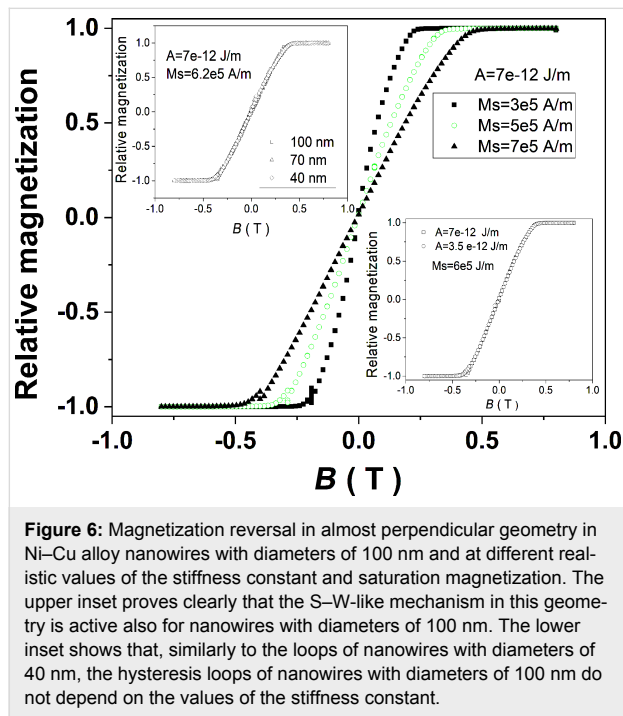 1.0
0.5
0.0
-0.5
-1.0
Relative magnetization
-1.0 -0.5 0.0 0.5 1.0
B ( T )
A=7e-12 J/m
Ms=3e5 A/m
Ms=5e5 A/m
Ms=7e5 A/m
1.0
0.5
0.0
-0.5
-1.0
Relative magnetization
A=7e-12 J/m
Ms=6.2e5 A/m
100 nm
70 nm
40 nm
-1.0 -0.5 0.0 0.5 1.0
B (T)
1.0
0.5
0.0
-0.5
-1.0
Relative magnetization
A=7e-12 J/m
A=3.5 e-12 J/m
Ms=6e5 J/m
-1.0 -0.5 0.0 0.5 1.0
B ( T )
Figure 6: Magnetization reversal in almost perpendicular geometry in
Ni–Cu alloy nanowires with diameters of 100 nm and at different real-
istic values of the stiffness constant and saturation magnetization. The
upper inset proves clearly that the S–W-like mechanism in this geome-
try is active also for nanowires with diameters of 100 nm. The lower
inset shows that, similarly to the loops of nanowires with diameters of
40 nm, the hysteresis loops of nanowires with diameters of 100 nm do
not depend on the values of the stiffness constant.